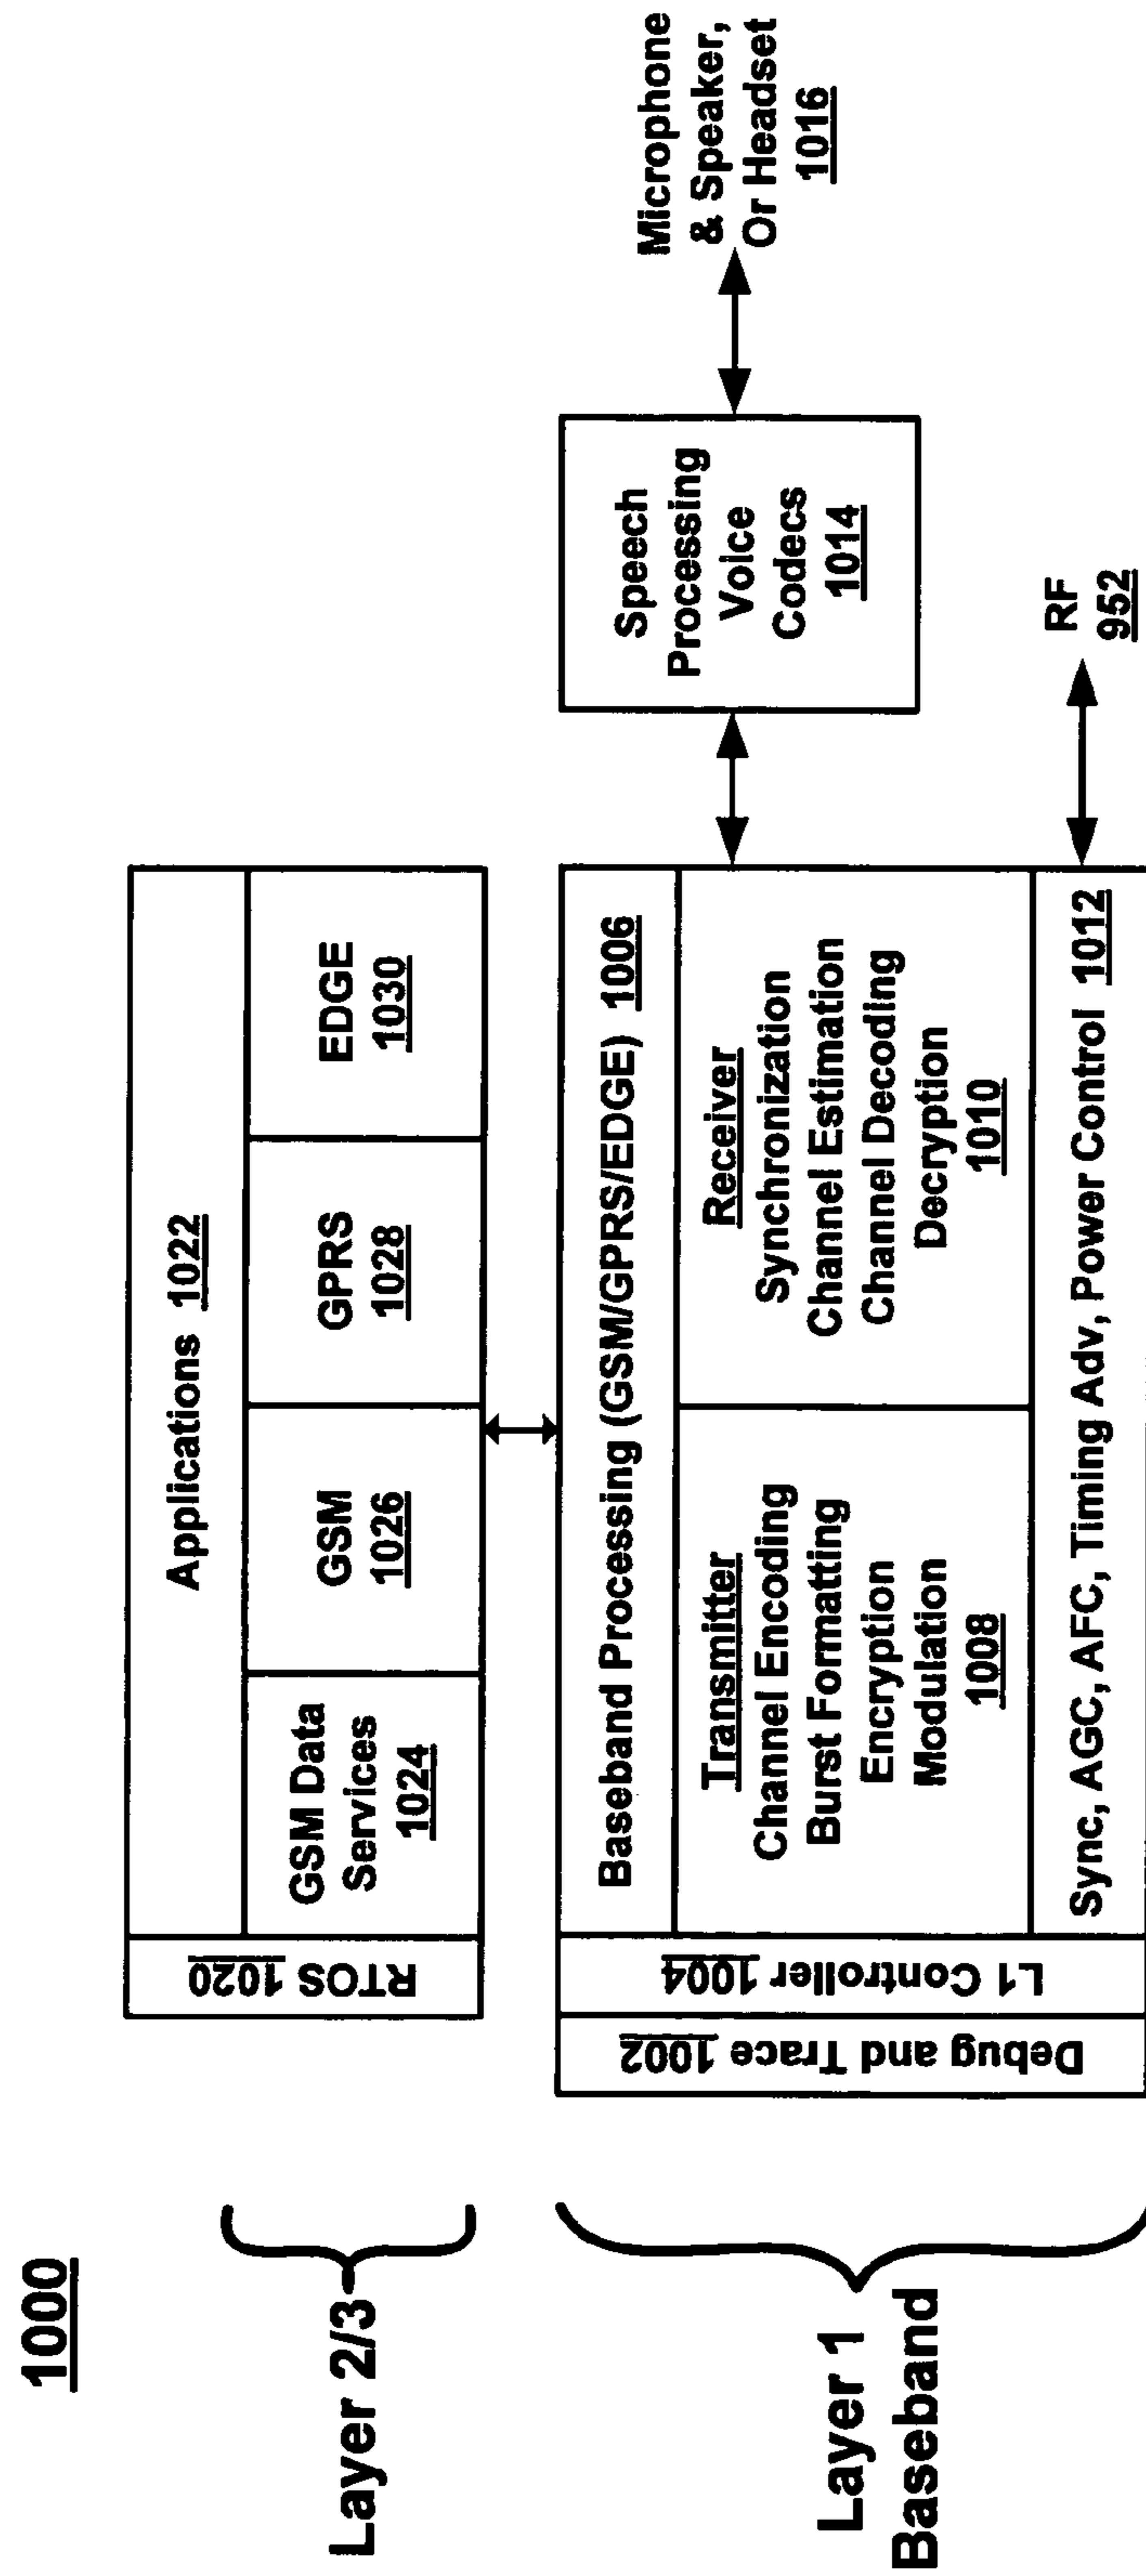 1000
Layer 2/3
RTOS 1020
Applications 1022
GSM Data
Services
1024
GSM
1026
GPRS
1028
EDGE
1030
Layer 1
Baseband
Debug and Trace 1002
L1 Controller 1004
Baseband Processing (GSM/GPRS/EDGE) 1006
Transmitter
Channel Encoding
Burst Formatting
Encryption
Modulation
1008
Receiver
Synchronization
Channel Estimation
Channel Decoding
Decryption
1010
Sync, AGC, AFC, Timing Adv, Power Control 1012
Speech
Processing
Voice
Codecs
1014
Microphone
& Speaker,
Or Headset
1016
RF
952